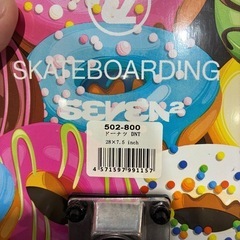 SKATEBOARDING
SEVEN²
502-800
ドーナツ DNT
28×7.5 inch
4571597991157